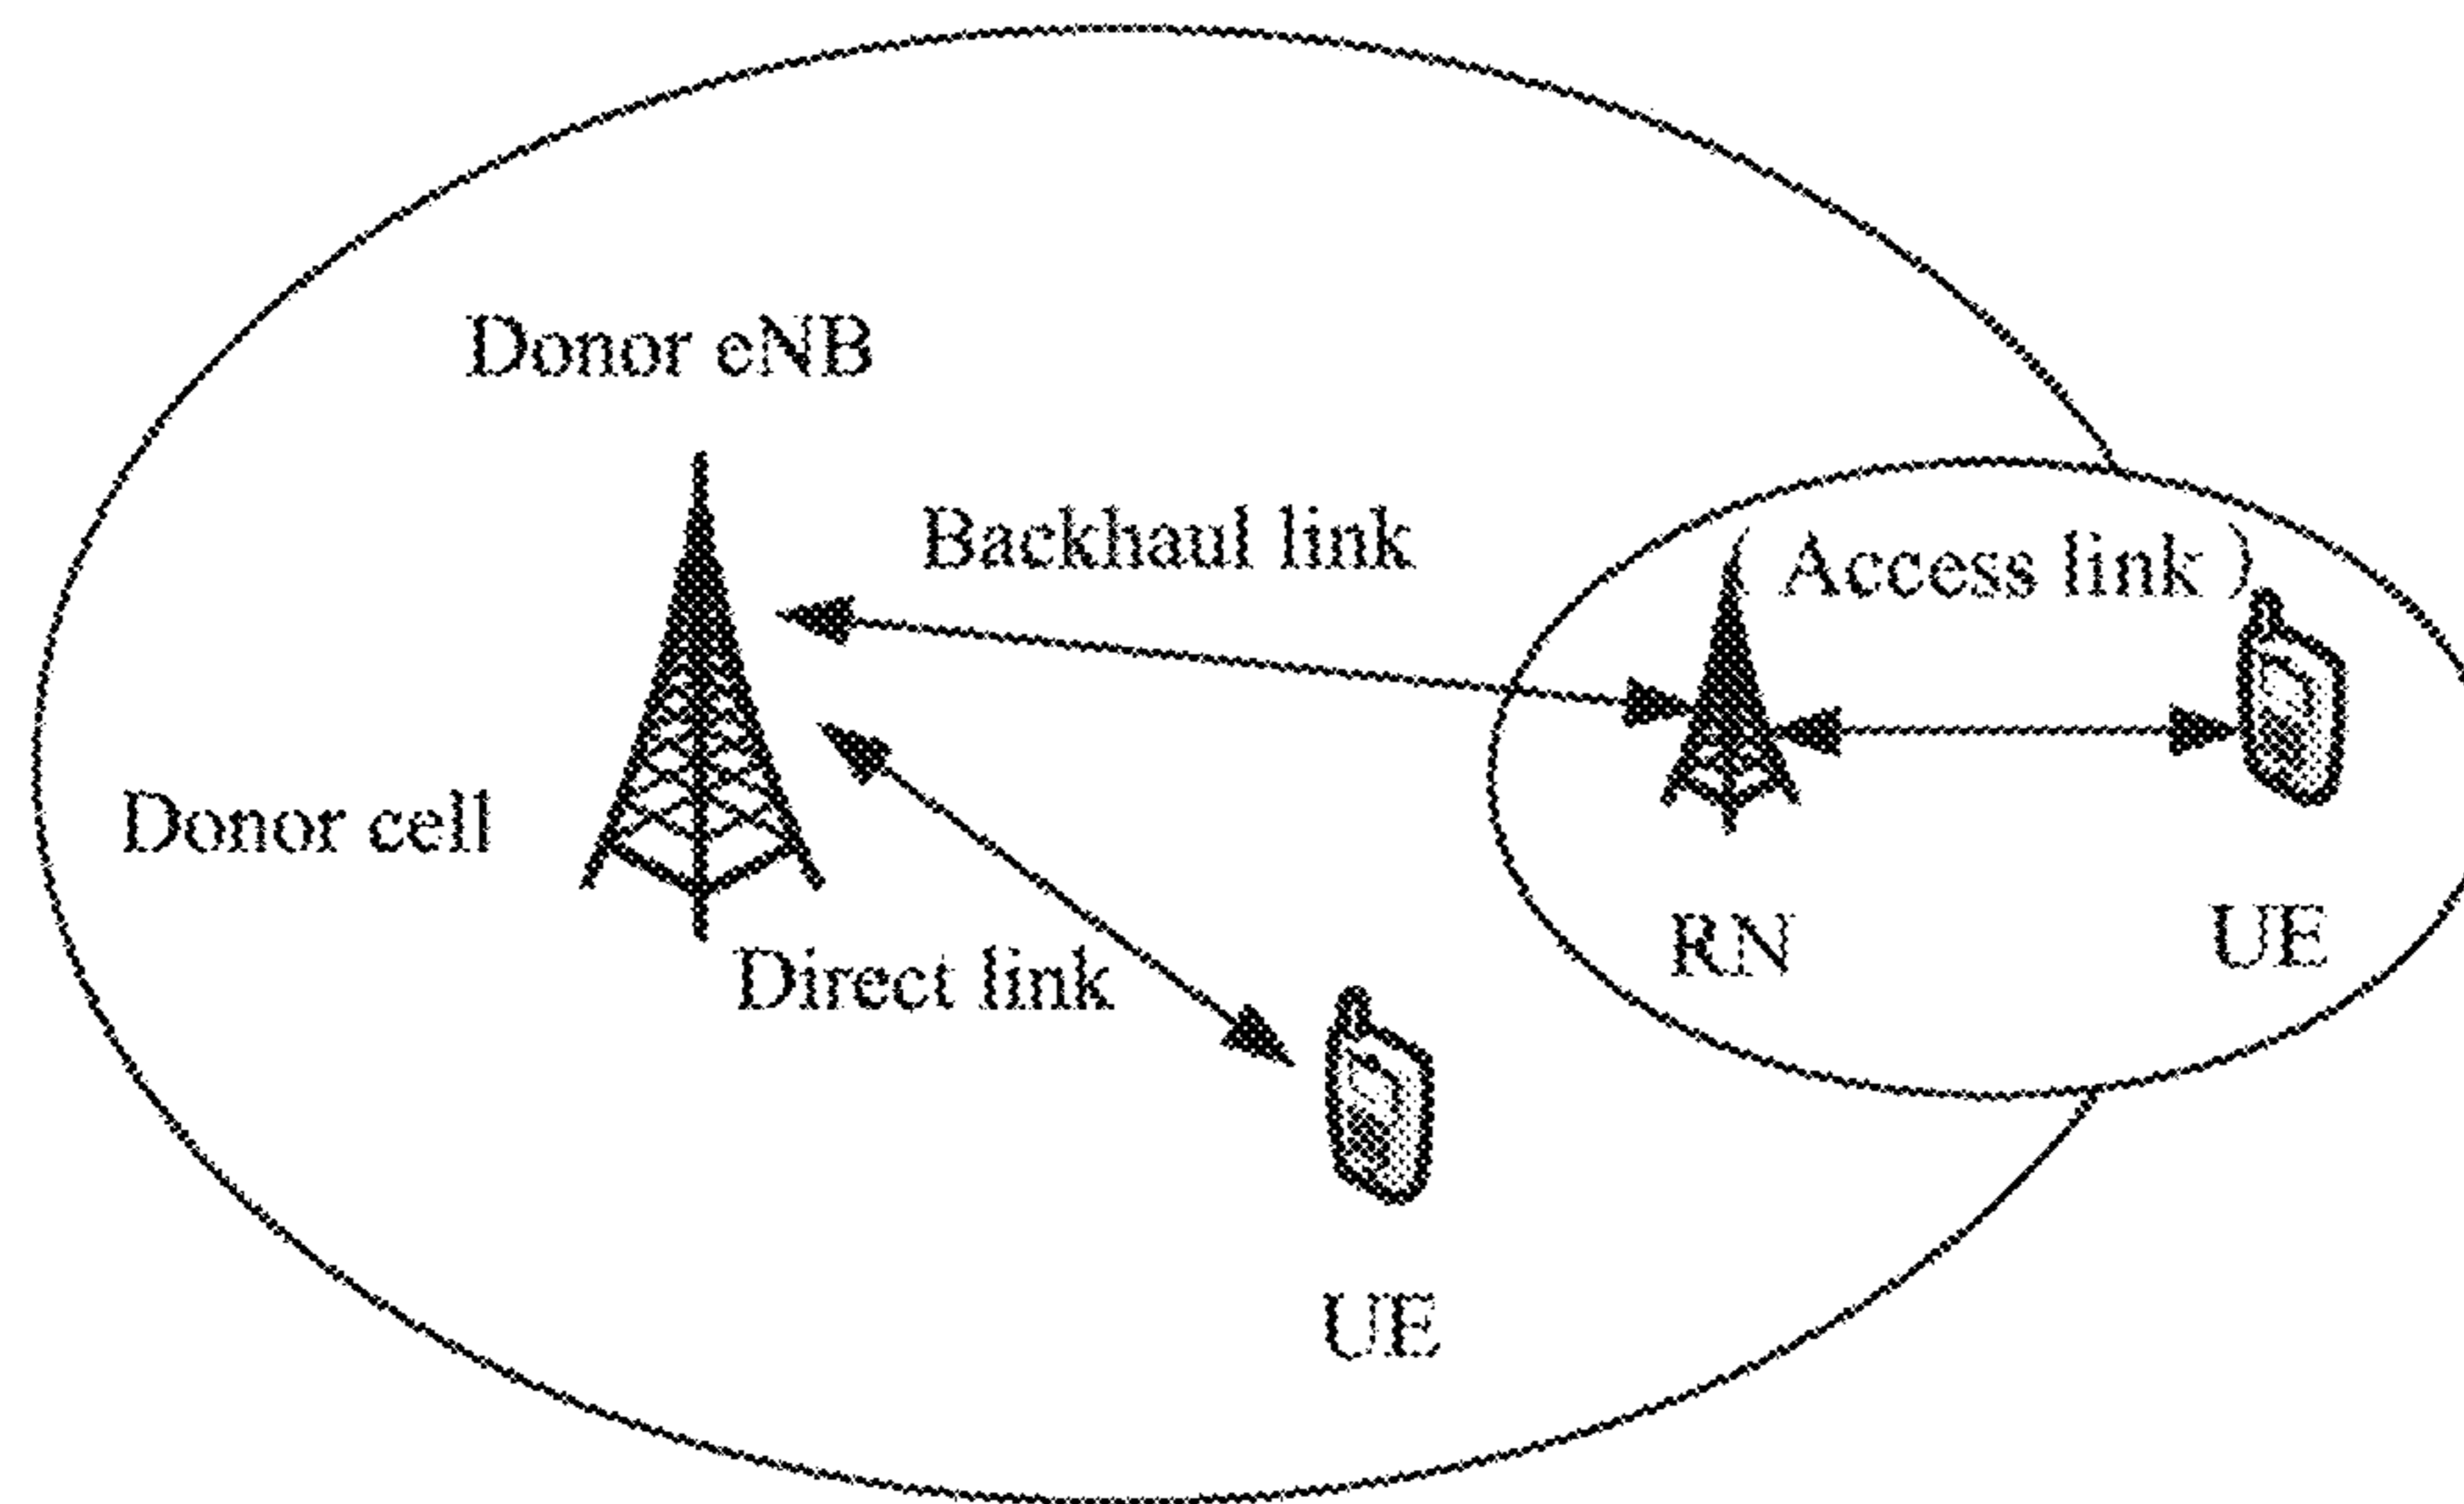 Donor eNB
Backhaul link
( Access link )
Donor cell
RN
UE
Direct link
UE